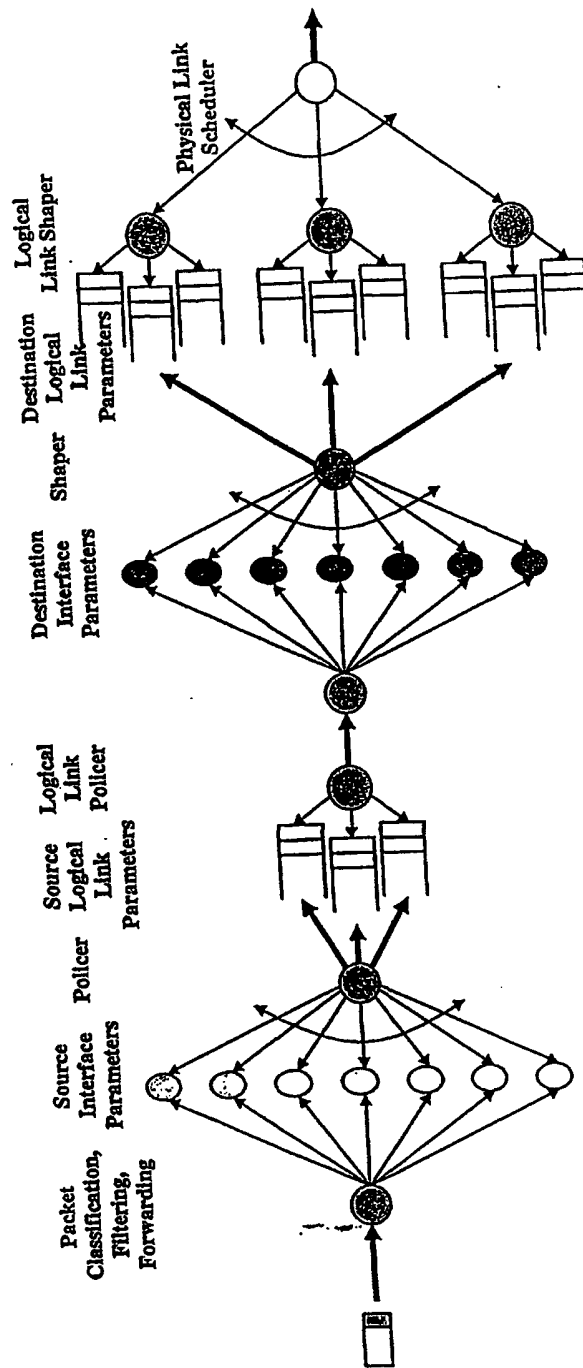 Packet
Classification,
Filtering,
Forwarding
Source
Interface
Parameters
Policer
Source
Logical
Link
Parameters
Logical
Link
Policer
Destination
Interface
Parameters
Shaper
Destination
Logical
Link
Parameters
Logical
Link Shaper
Physical Link
Scheduler